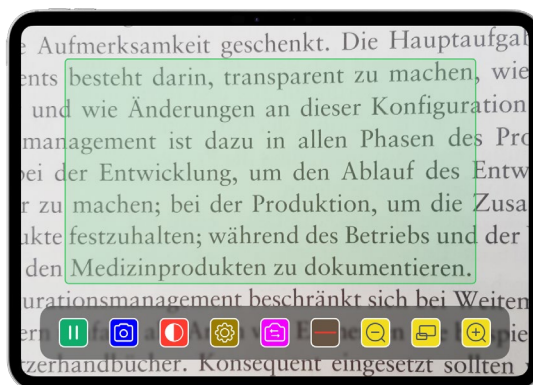 e Aufmerksamkeit geschenkt. Die Hauptaufgab
ents besteht darin, transparent zu machen, wie
und wie Änderungen an dieser Konfiguration
management ist dazu in allen Phasen des Pro
bei der Entwicklung, um den Ablauf des Entw
r zu machen; bei der Produktion, um die Zusa
ukte festzuhalten; während des Betriebs und der
den Medizinprodukten zu dokumentieren.
urationsmanagement beschränkt sich bei Weiten
ern
rzerhandbücher. Konsequent eingesetzt sollten